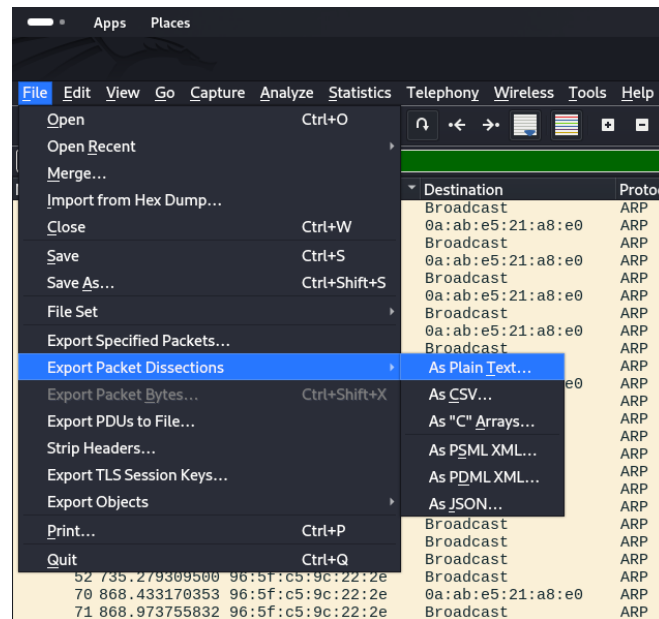 Apps Places
File Edit View Go Capture Analyze Statistics Telephony Wireless Tools Help
Open Ctrl+O
Open Recent
Merge...
Import from Hex Dump...
Close Ctrl+W
Save Ctrl+S
Save As... Ctrl+Shift+S
File Set
Export Specified Packets...
Export Packet Dissections
Export Packet Bytes... Ctrl+Shift+X
Export PDUs to File...
Strip Headers...
Export TLS Session Keys...
Export Objects
Print... Ctrl+P
Quit Ctrl+Q
As Plain Text...
As CSV...
As "C" Arrays...
As PSML XML...
As PDML XML...
As JSON...
Destination Proto
Broadcast ARP
0a:ab:e5:21:a8:e0 ARP
Broadcast ARP
0a:ab:e5:21:a8:e0 ARP
Broadcast ARP
0a:ab:e5:21:a8:e0 ARP
Broadcast ARP
0a:ab:e5:21:a8:e0 ARP
Broadcast ARP
ARP
e0 ARP
ARP
ARP
ARP
ARP
ARP
ARP
ARP
Broadcast ARP
Broadcast ARP
Broadcast ARP
52 735.279309500 96:5f:c5:9c:22:2e Broadcast ARP
70 868.433170353 96:5f:c5:9c:22:2e 0a:ab:e5:21:a8:e0 ARP
71 868.973755832 96:5f:c5:9c:22:2e Broadcast ARP